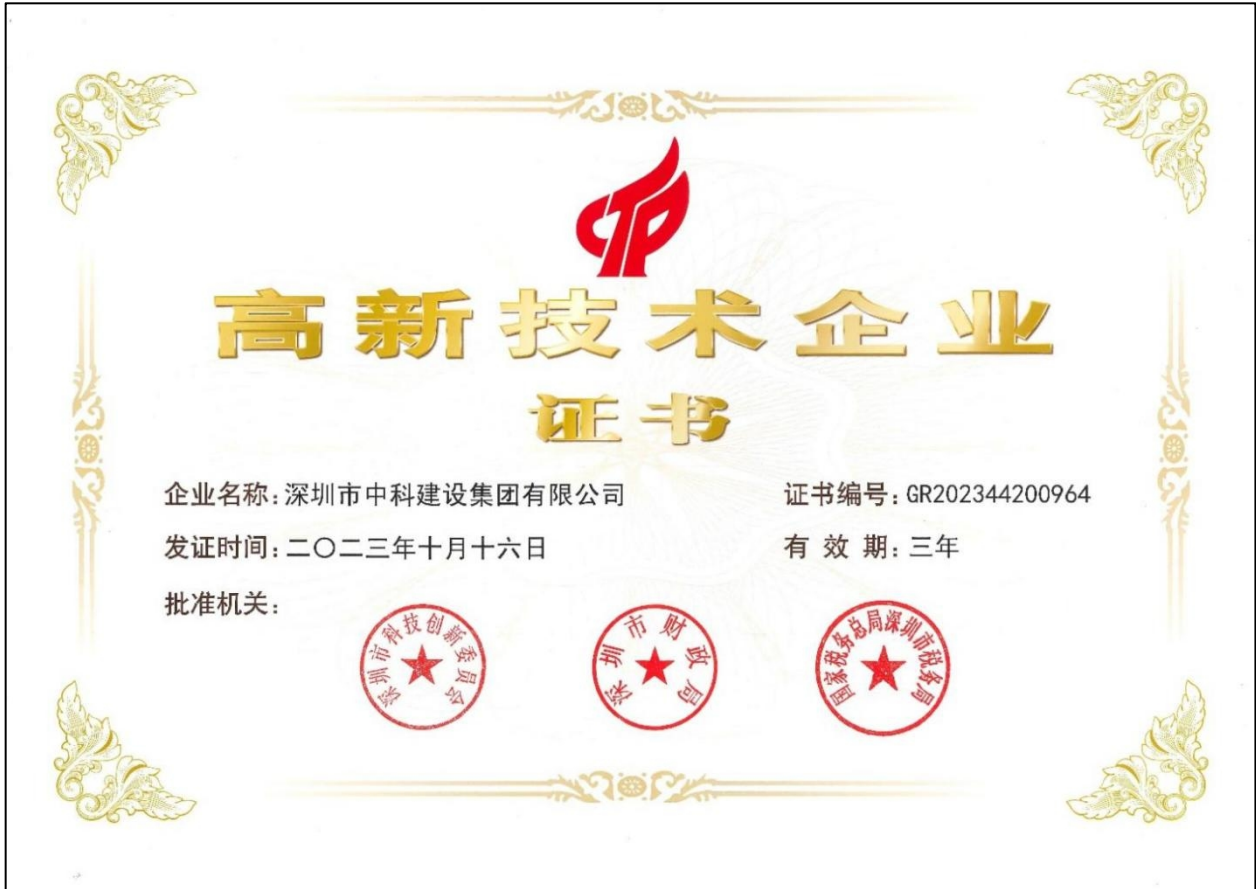 CTP
高新技术企业
证书
企业名称:深圳市中科建设集团有限公司
证书编号:GR202344200964
发证时间:二〇二三年十月十六日
有效期:三年
批准机关:
深圳市科技创新委员会
深圳市财政局
国家税务总局深圳市税务局